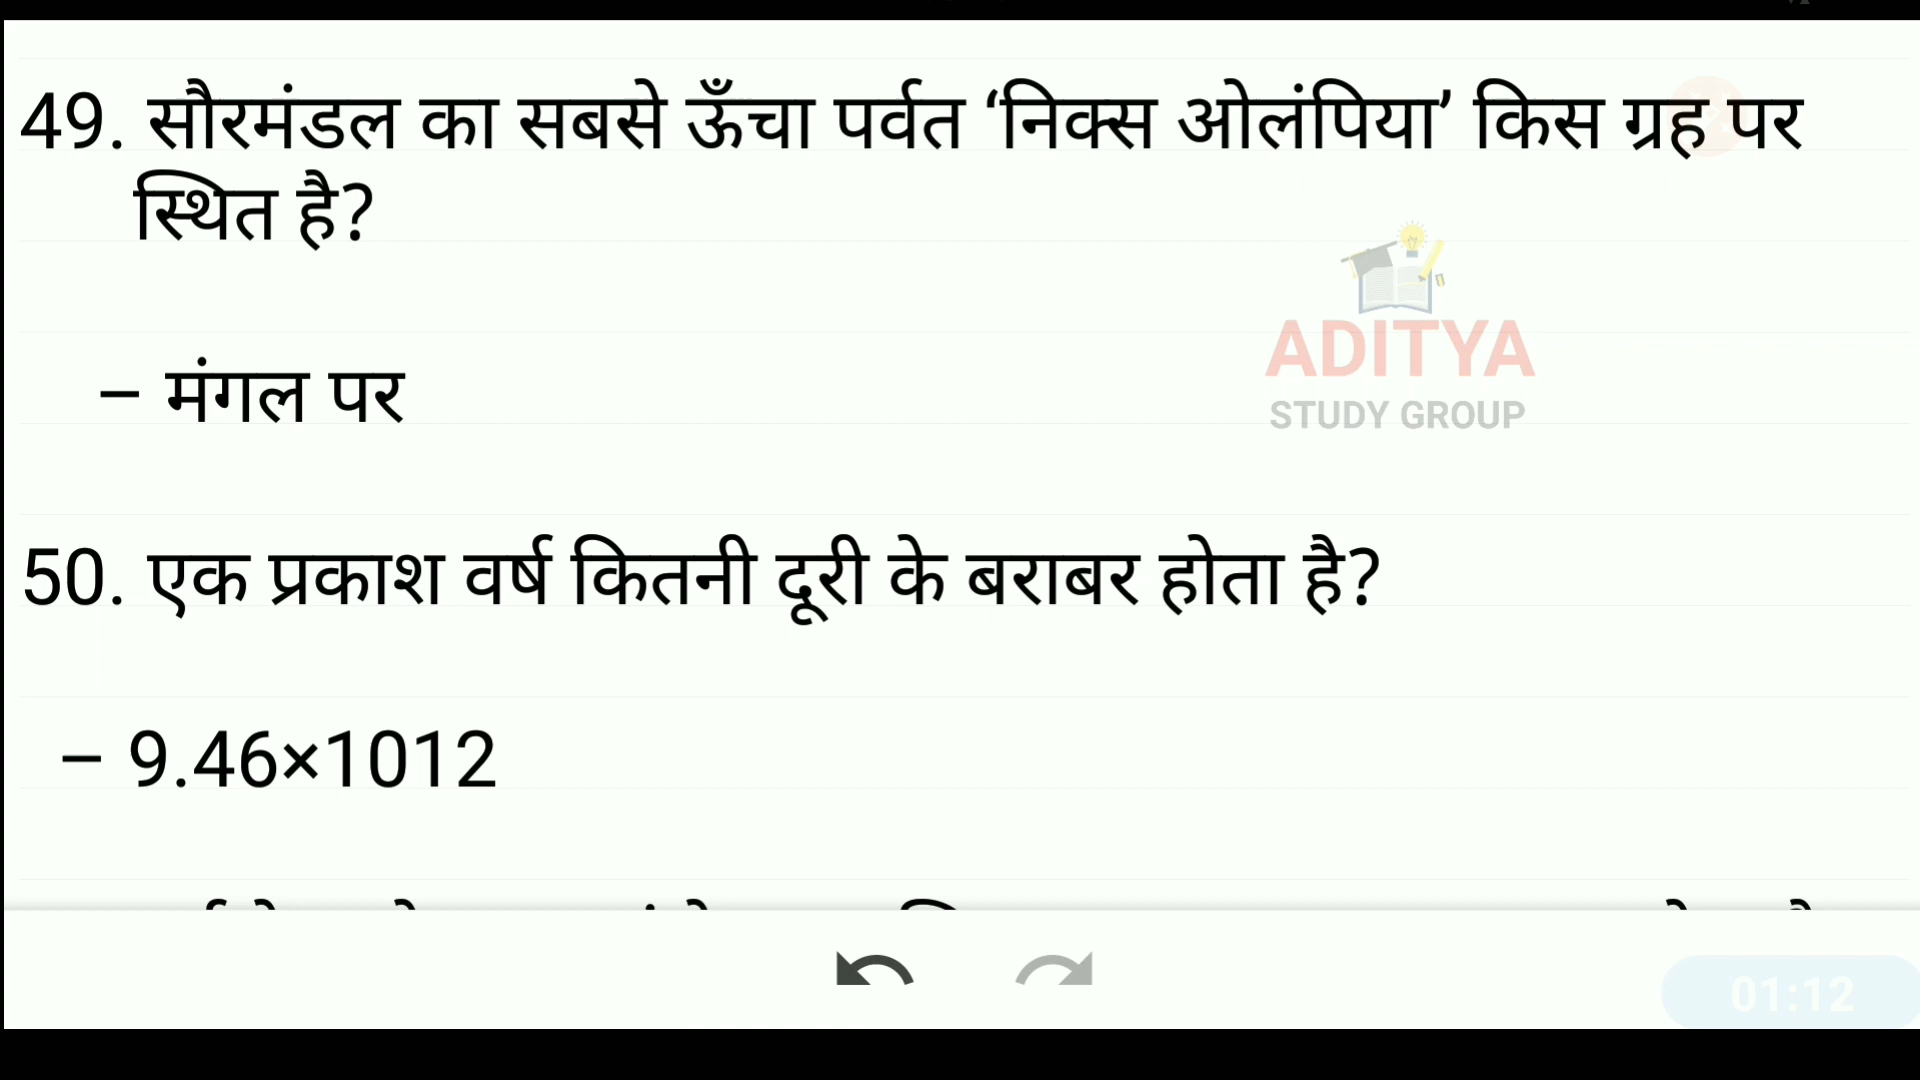 49. सौरमंडल का सबसे ऊँचा पर्वत ‘निक्स ओलंपिया’ किस ग्रह पर
स्थित है?
ADITYA
STUDY GROUP
– मंगल पर
50. एक प्रकाश वर्ष कितनी दूरी के बराबर होता है?
– 9.46×1012
01:12